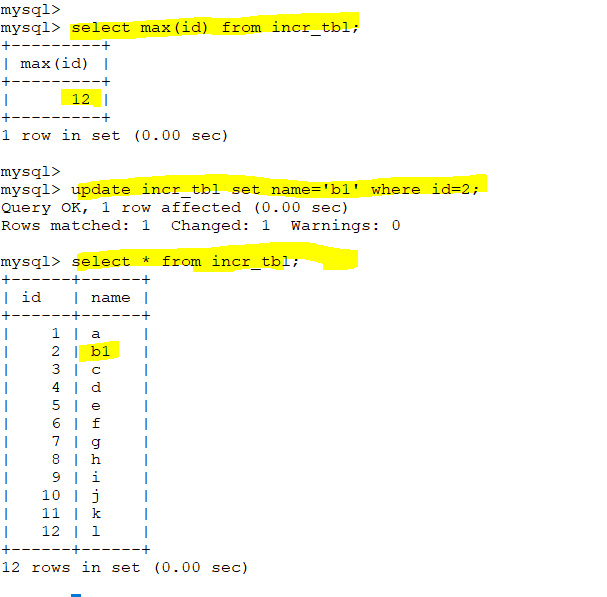 mysql>
mysql> select max(id) from incr_tbl;
+---------+
| max(id) |
+---------+
|      12 |
+---------+
1 row in set (0.00 sec)
mysql>
mysql> update incr_tbl set name='b1' where id=2;
Query OK, 1 row affected (0.00 sec)
Rows matched: 1  Changed: 1  Warnings: 0
mysql> select * from incr_tbl;
+------+------+
| id   | name |
+------+------+
|    1 | a    |
|    2 | b1   |
|    3 | c    |
|    4 | d    |
|    5 | e    |
|    6 | f    |
|    7 | g    |
|    8 | h    |
|    9 | i    |
|   10 | j    |
|   11 | k    |
|   12 | l    |
+------+------+
12 rows in set (0.00 sec)